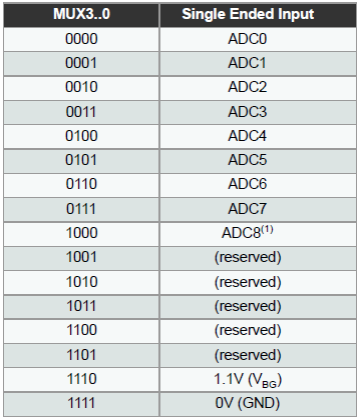 MUX3..0 Single Ended Input
0000 ADC0
0001 ADC1
0010 ADC2
0011 ADC3
0100 ADC4
0101 ADC5
0110 ADC6
0111 ADC7
1000 ADC8(1)
1001 (reserved)
1010 (reserved)
1011 (reserved)
1100 (reserved)
1101 (reserved)
1110 1.1V (VBG)
1111 0V (GND)